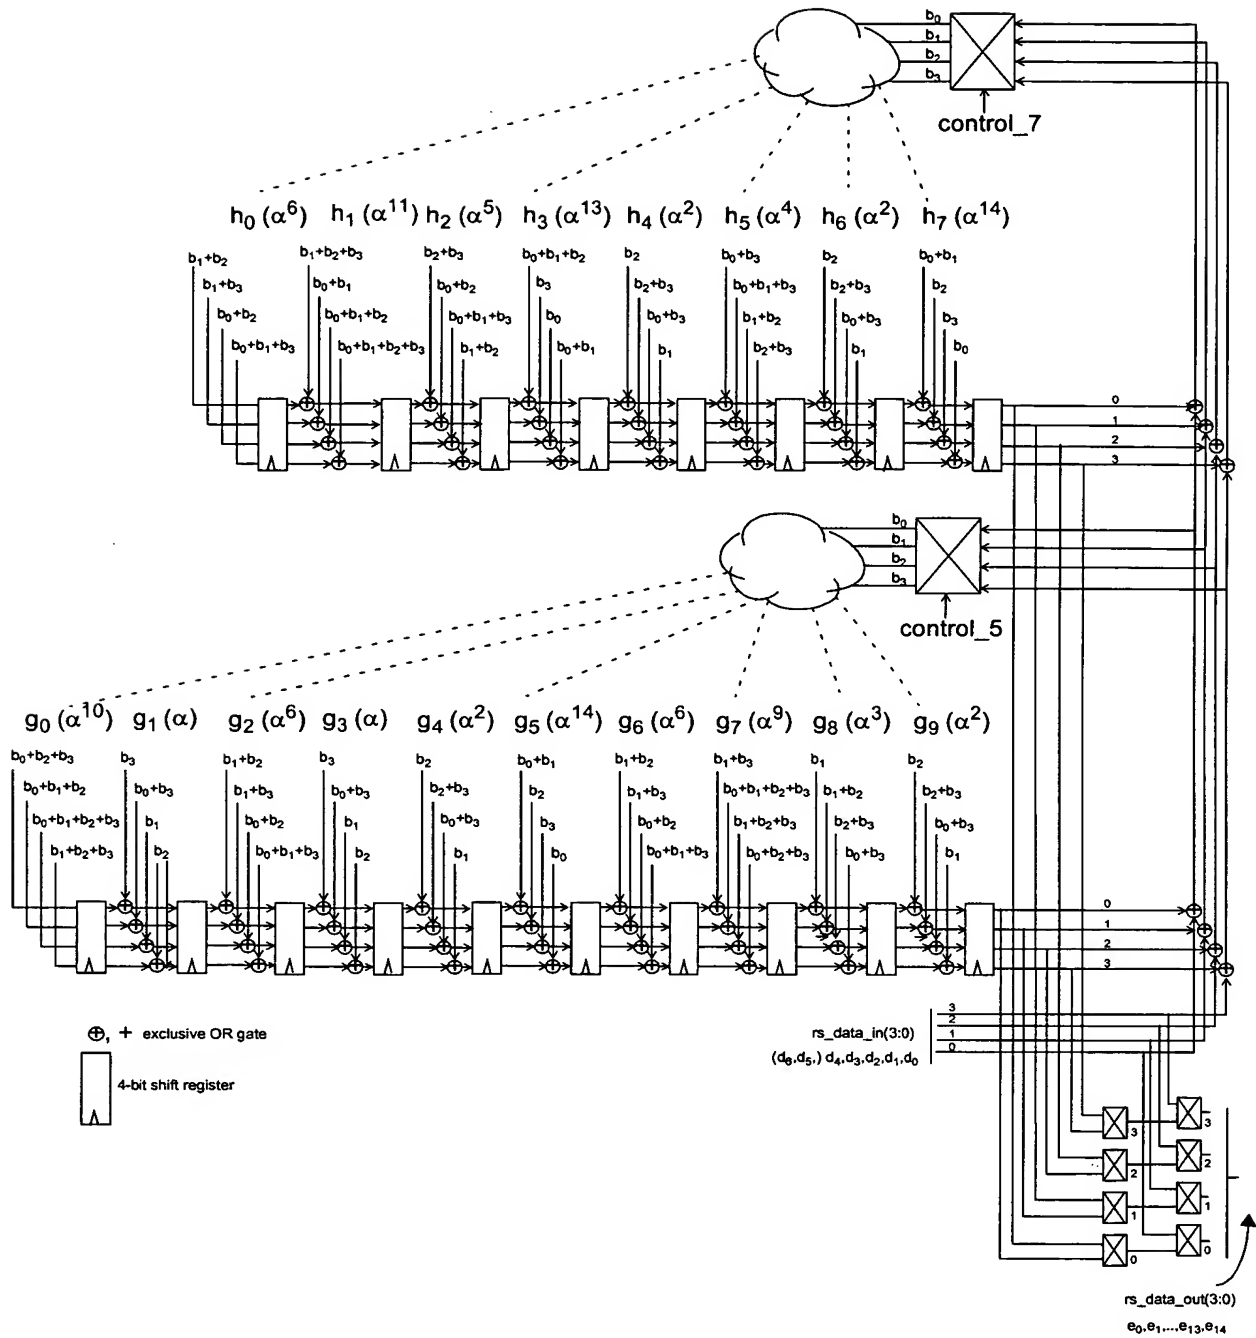 b₀
b₁
b₂
b₃
control_7
h₀ (α⁶) h₁ (α¹¹) h₂ (α⁵) h₃ (α¹³) h₄ (α²) h₅ (α⁴) h₆ (α²) h₇ (α¹⁴)
b₁+b₂ b₁+b₂+b₃ b₂+b₃ b₀+b₁+b₂ b₂ b₀+b₃ b₂ b₀+b₁
b₁+b₃ b₀+b₁ b₀+b₂ b₃ b₂+b₃ b₀+b₁+b₃ b₂+b₃ b₂
b₀+b₂ b₀+b₁+b₂ b₀+b₁+b₃ b₀ b₀+b₃ b₁+b₂ b₀+b₃ b₃
b₀+b₁+b₃ b₀+b₁+b₂+b₃ b₁+b₂ b₀+b₁ b₁ b₂+b₃ b₁ b₀
0
1
2
3
b₀
b₁
b₂
b₃
control_5
g₀ (α¹⁰) g₁ (α) g₂ (α⁶) g₃ (α) g₄ (α²) g₅ (α¹⁴) g₆ (α⁶) g₇ (α⁹) g₈ (α³) g₉ (α²)
b₀+b₂+b₃ b₃ b₁+b₂ b₃ b₂ b₀+b₁ b₁+b₂ b₁+b₃ b₁ b₂
b₀+b₁+b₂ b₀+b₃ b₁+b₃ b₀+b₃ b₂+b₃ b₂ b₁+b₃ b₀+b₁+b₂+b₃ b₁+b₂ b₂+b₃
b₀+b₁+b₂+b₃ b₁ b₀+b₂ b₁ b₀+b₃ b₃ b₀+b₂ b₁+b₂+b₃ b₂+b₃ b₀+b₃
b₁+b₂+b₃ b₂ b₀+b₁+b₃ b₂ b₁ b₀ b₀+b₁+b₃ b₀+b₂+b₃ b₀+b₃ b₁
0
1
2
3
⊕, + exclusive OR gate
4-bit shift register
rs_data_in(3:0)
(d₆,d₅,) d₄,d₃,d₂,d₁,d₀
3
2
1
0
3 3
2 2
1 1
0 0
rs_data_out(3:0)
e₀,e₁,...,e₁₃,e₁₄